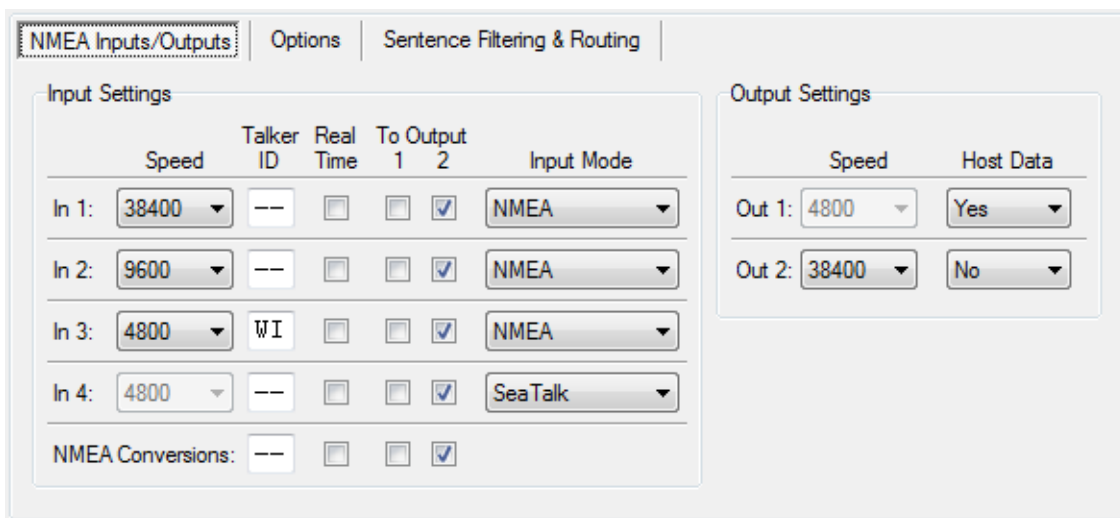 NMEA Inputs/Outputs Options Sentence Filtering & Routing
Input Settings
Talker Real To Output
Speed ID Time 1 2 Input Mode
In 1: 38400 -- NMEA
In 2: 9600 -- NMEA
In 3: 4800 WI NMEA
In 4: 4800 -- SeaTalk
NMEA Conversions: --
Output Settings
Speed Host Data
Out 1: 4800 Yes
Out 2: 38400 No